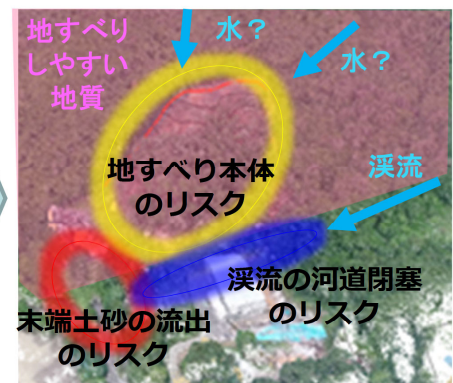 地すべり
しやすい
地質
水？
水？
地すべり本体
のリスク
渓流
渓流の河道閉塞
のリスク
末端土砂の流出
のリスク